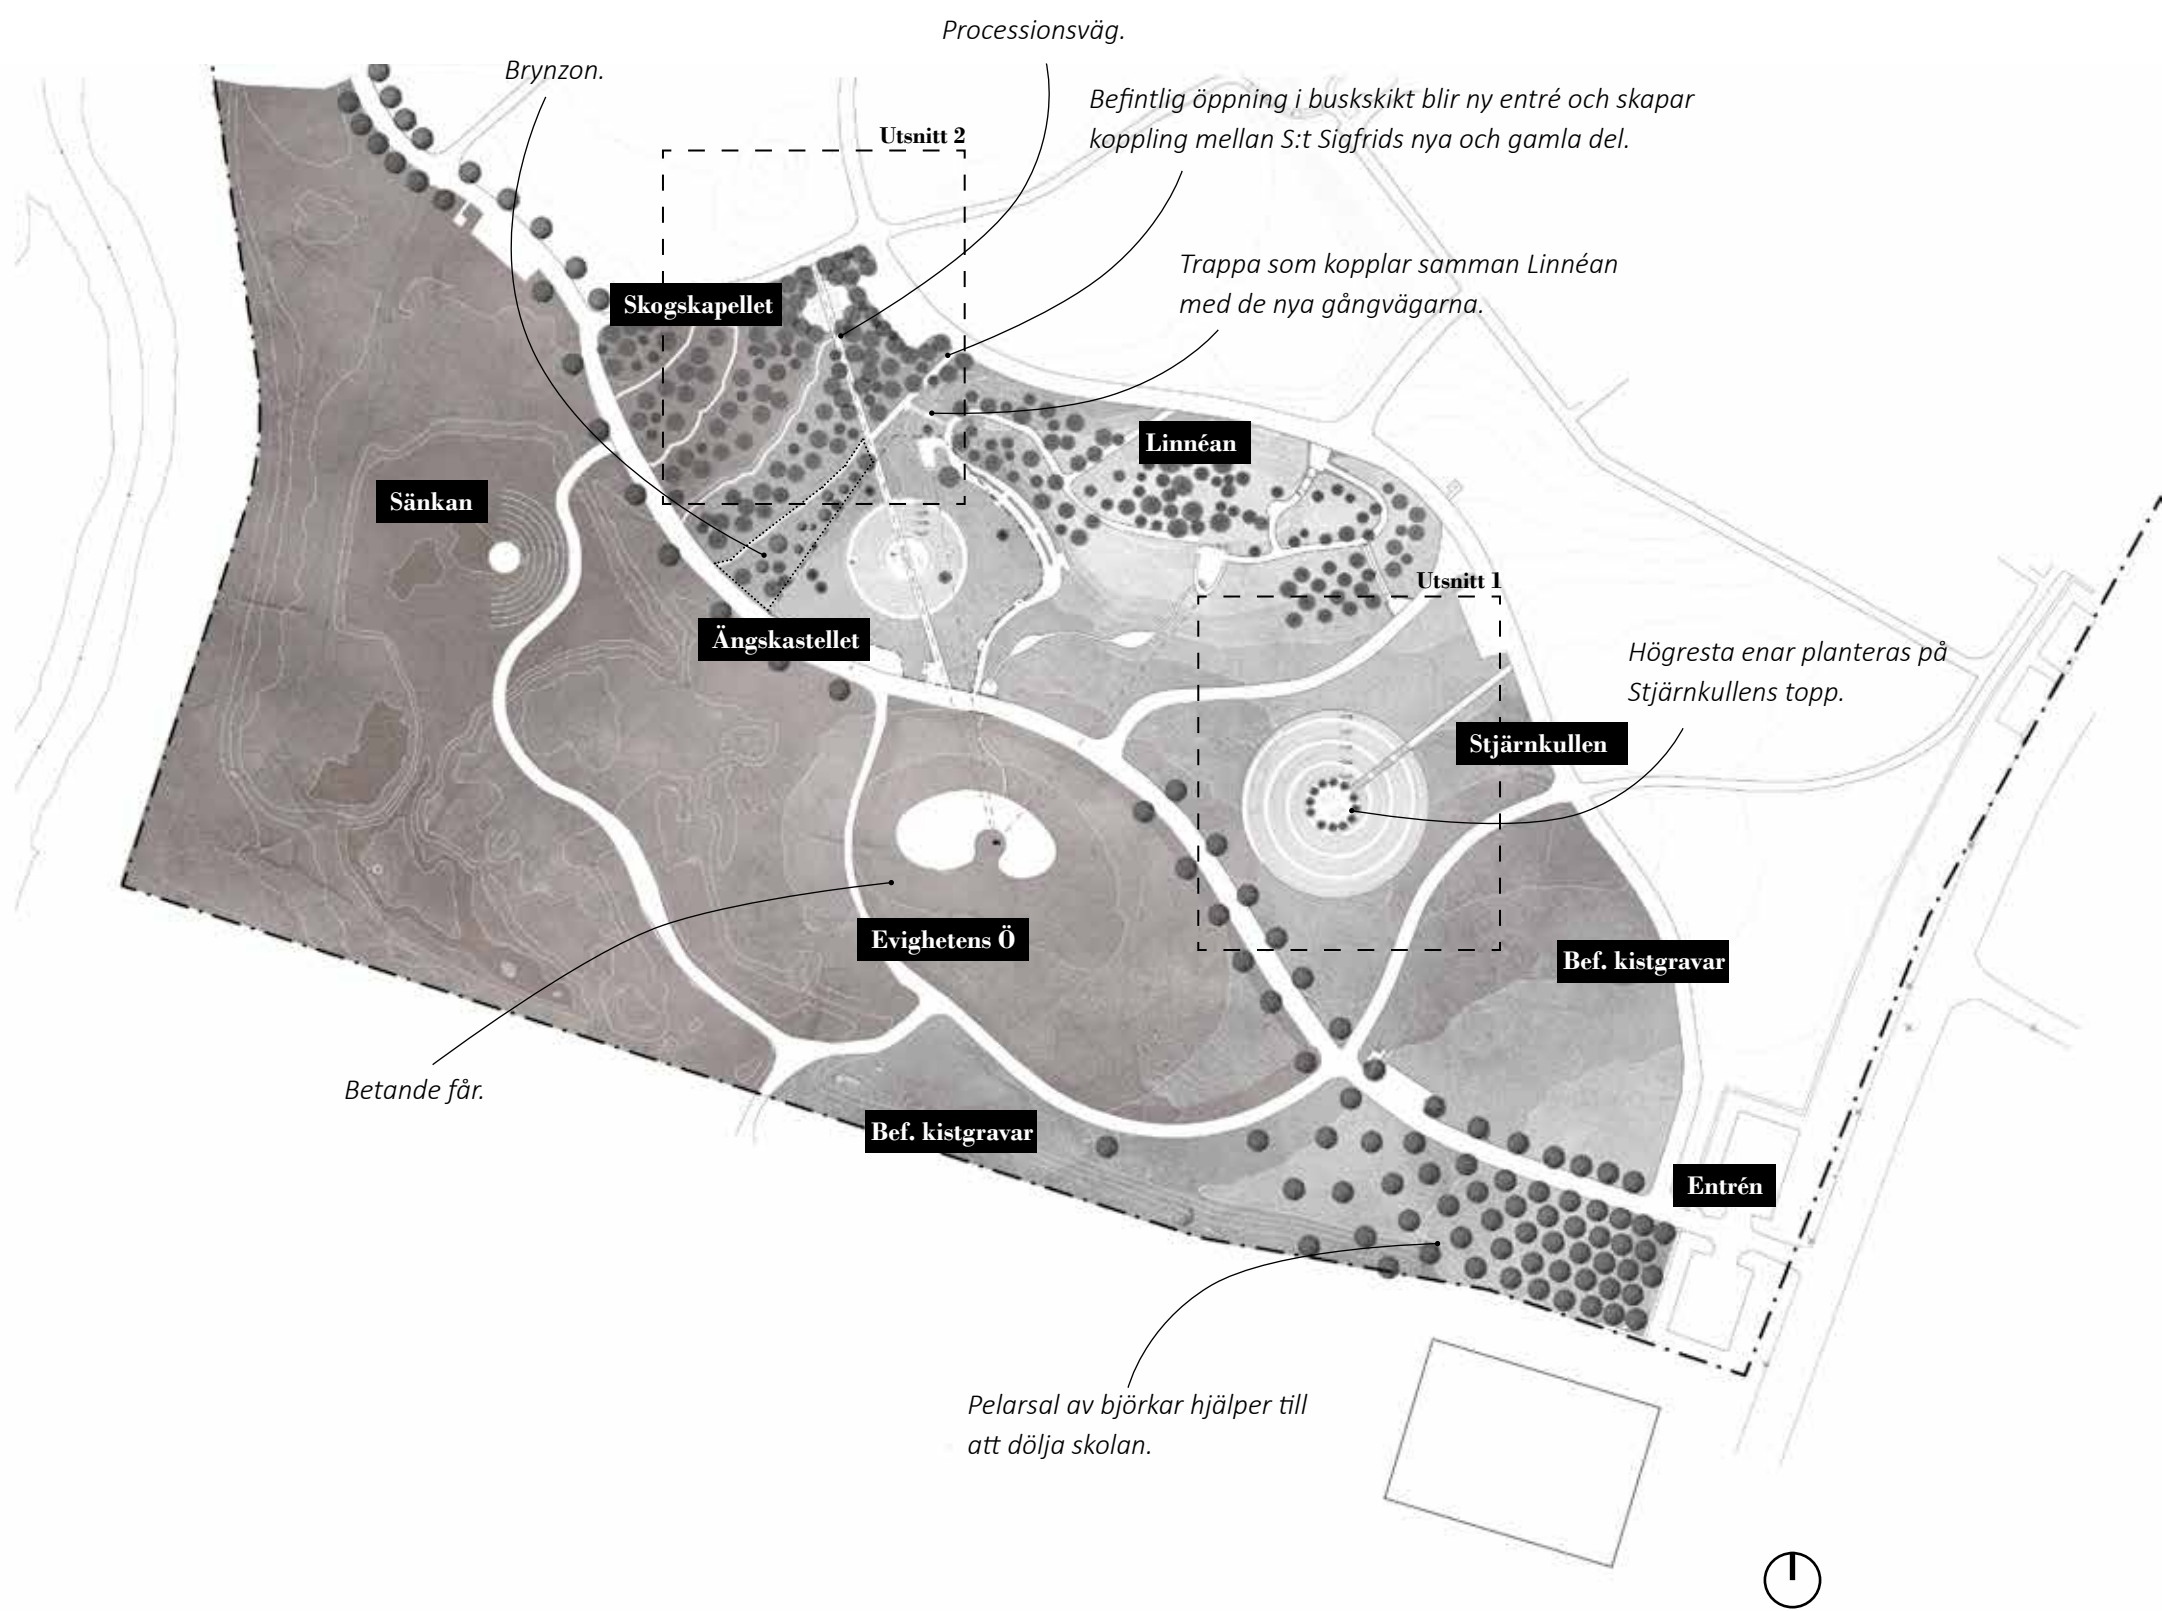 Processionsväg.
Brynzon.
Befintlig öppning i buskskikt blir ny entré och skapar
koppling mellan S:t Sigfrids nya och gamla del.
Utsnitt 2
Trappa som kopplar samman Linnéan
med de nya gångvägarna.
Skogskapellet
Linnéan
Sänkan
Utsnitt 1
Ängskastellet
Högresta enar planteras på
Stjärnkullens topp.
Stjärnkullen
Evighetens Ö
Bef. kistgravar
Betande får.
Bef. kistgravar
Entrén
Pelarsal av björkar hjälper till
att dölja skolan.